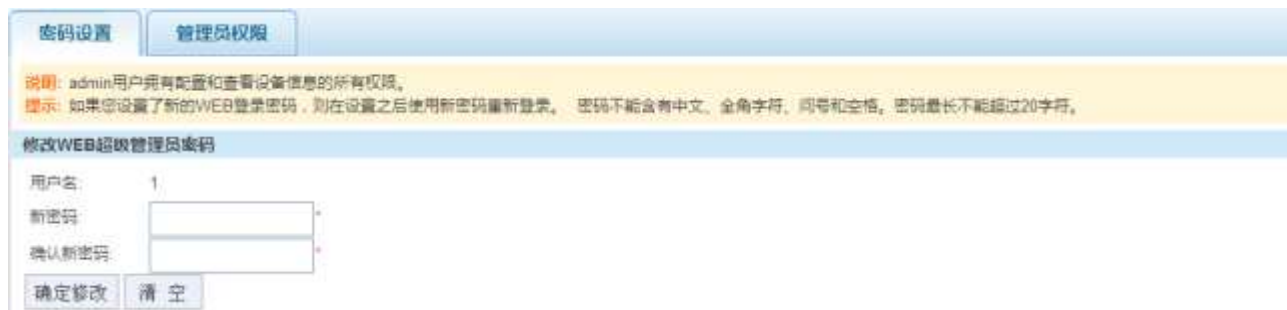 密码设置 管理员权限
说明: admin用户拥有配置和查看设备信息的所有权限。
提示: 如果您设置了新的WEB登录密码，则在设置之后使用新密码重新登录。 密码不能含有中文、全角字符、问号和空格。密码最长不能超过20字符。
修改WEB超级管理员密码
用户名: 1
新密码: *
确认新密码: *
确定修改 清 空